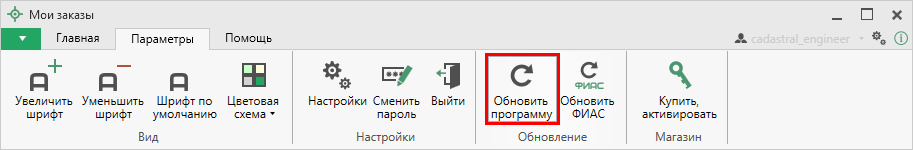 Мои заказы
Главная Параметры Помощь cadastral_engineer
Увеличить шрифт Уменьшить шрифт Шрифт по умолчанию Цветовая схема Настройки Сменить пароль Выйти Обновить программу ФИАС Обновить ФИАС Купить, активировать
Вид Настройки Обновление Магазин